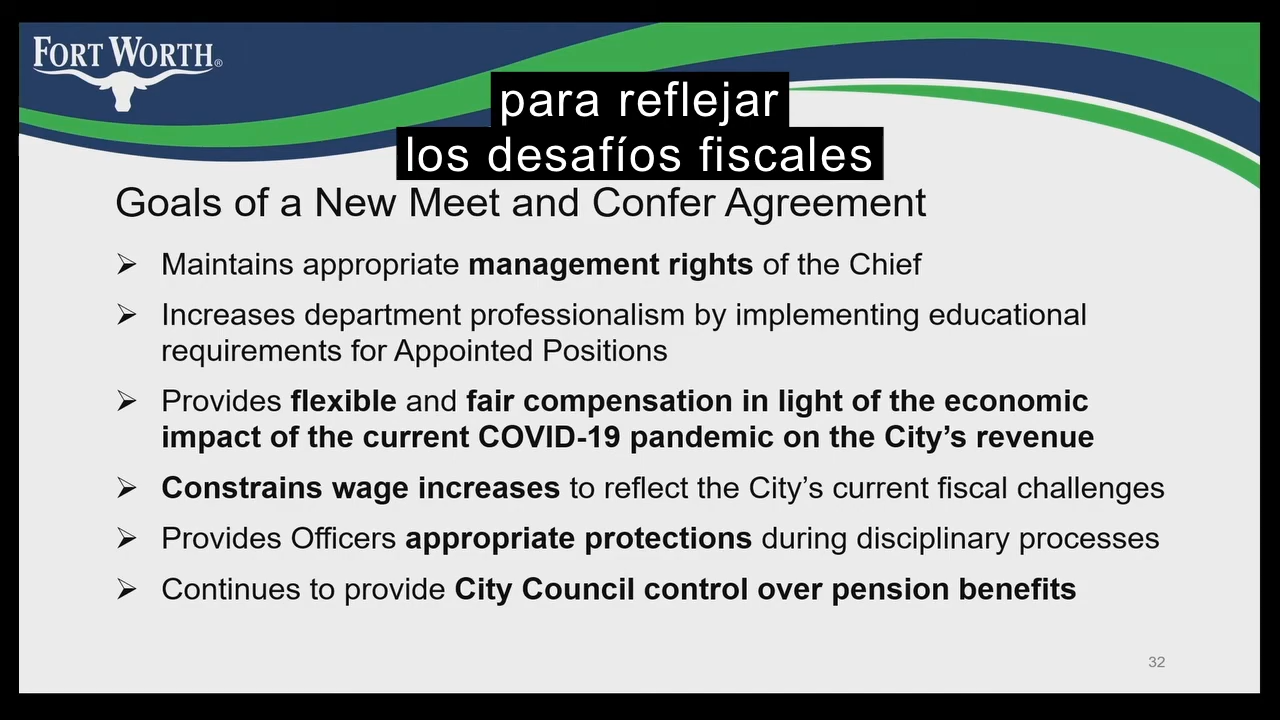 FORT WORTH®
para reflejar
los desafíos fiscales
Goals of a New Meet and Confer Agreement
➢ Maintains appropriate management rights of the Chief
➢ Increases department professionalism by implementing educational
requirements for Appointed Positions
➢ Provides flexible and fair compensation in light of the economic
impact of the current COVID-19 pandemic on the City’s revenue
➢ Constrains wage increases to reflect the City’s current fiscal challenges
➢ Provides Officers appropriate protections during disciplinary processes
➢ Continues to provide City Council control over pension benefits
32